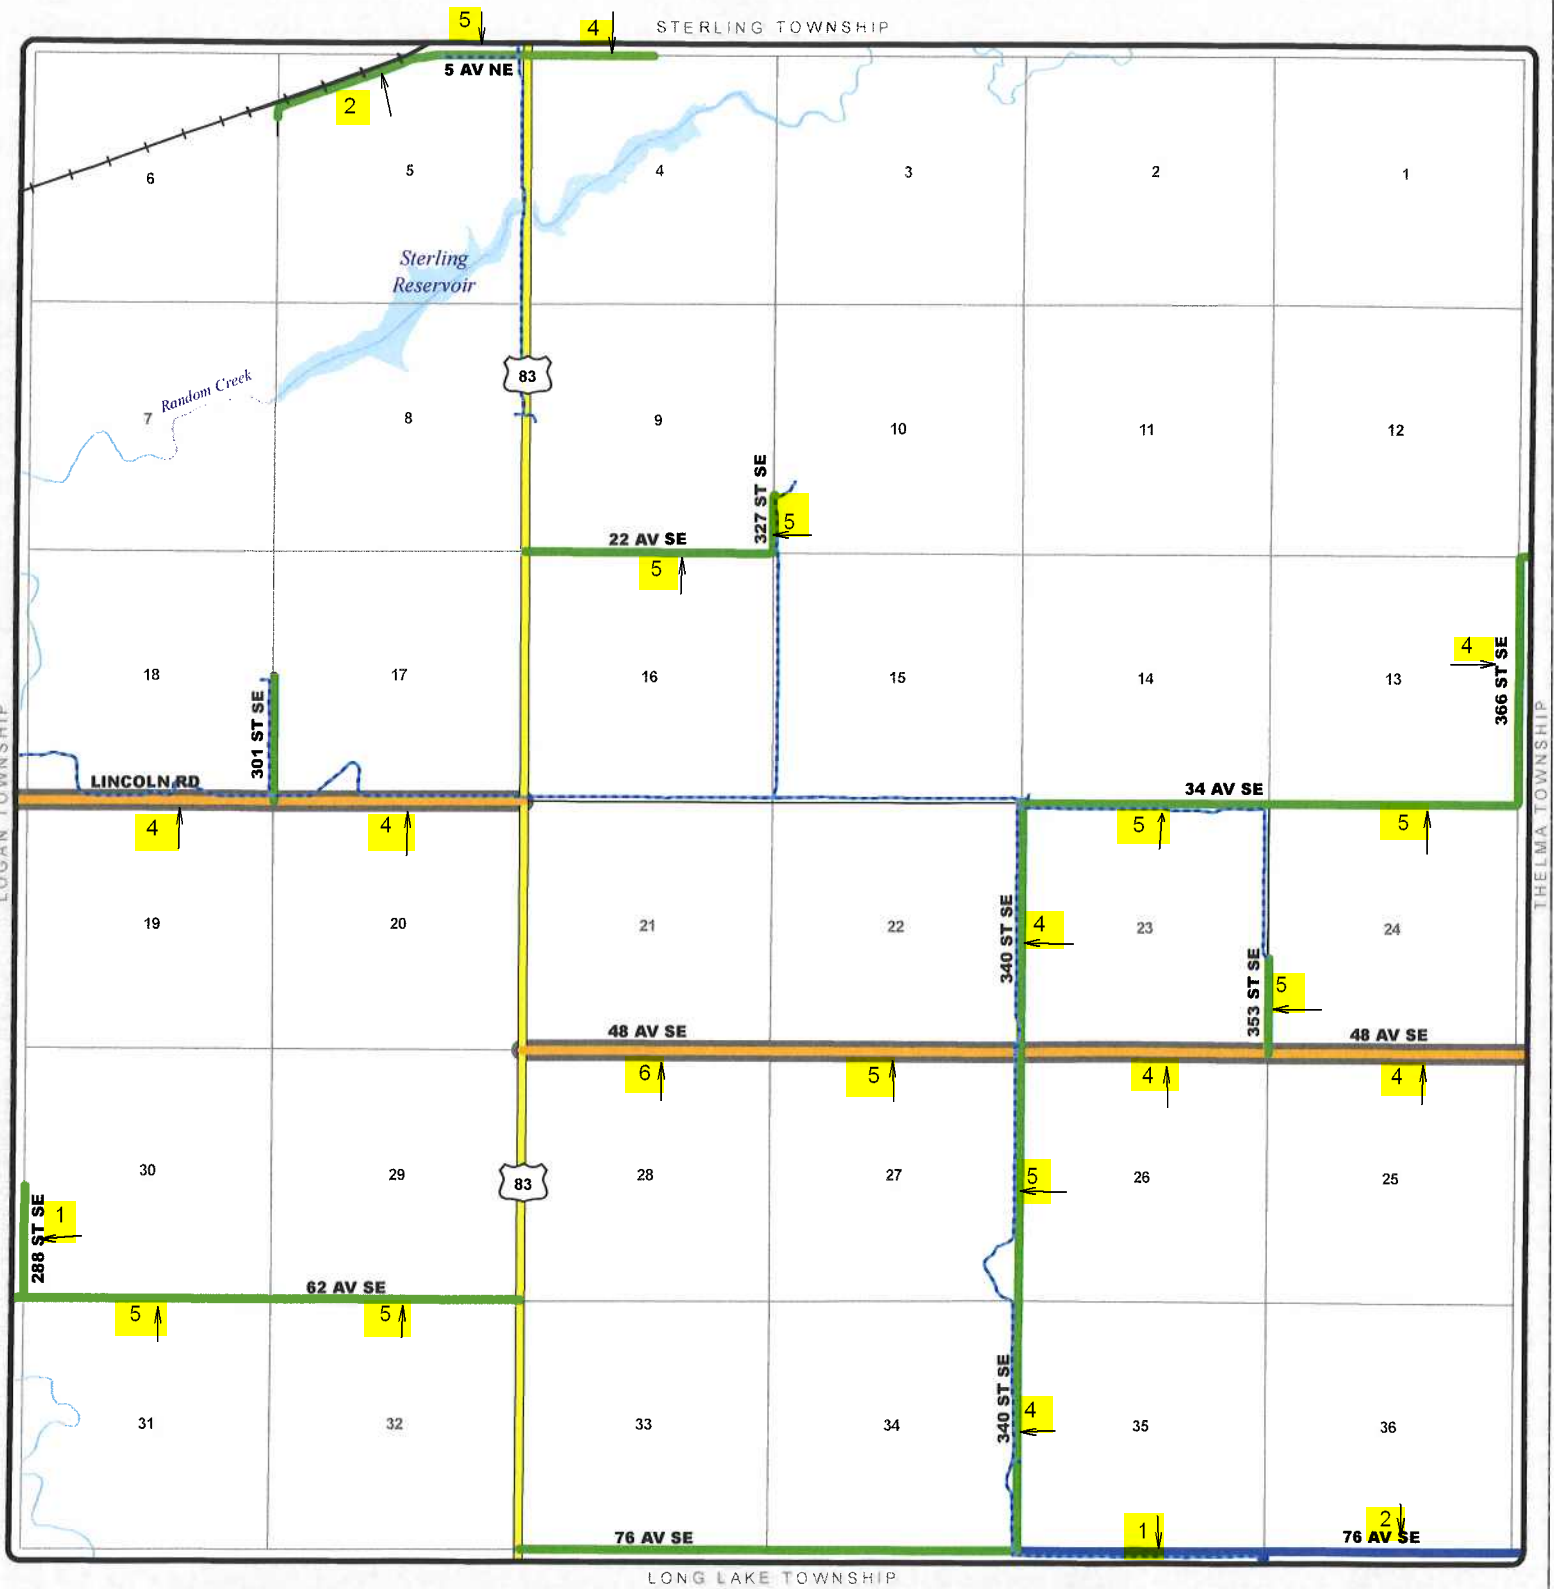 STERLING TOWNSHIP
5
4
5 AV NE
2
6
5
4
3
2
1
Sterling
Reservoir
83
Random Creek
7
8
9
10
11
12
327 ST SE
5
22 AV SE
5
18
17
16
15
14
13
4
366 ST SE
301 ST SE
LOGAN TOWNSHIP
THELMA TOWNSHIP
LINCOLN RD
34 AV SE
4
4
5
5
19
20
21
22
23
24
340 ST SE
4
353 ST SE
5
48 AV SE
48 AV SE
6
5
4
4
30
29
28
27
26
25
83
5
288 ST SE
1
62 AV SE
5
5
31
32
33
34
35
36
340 ST SE
4
76 AV SE
1
2
76 AV SE
LONG LAKE TOWNSHIP